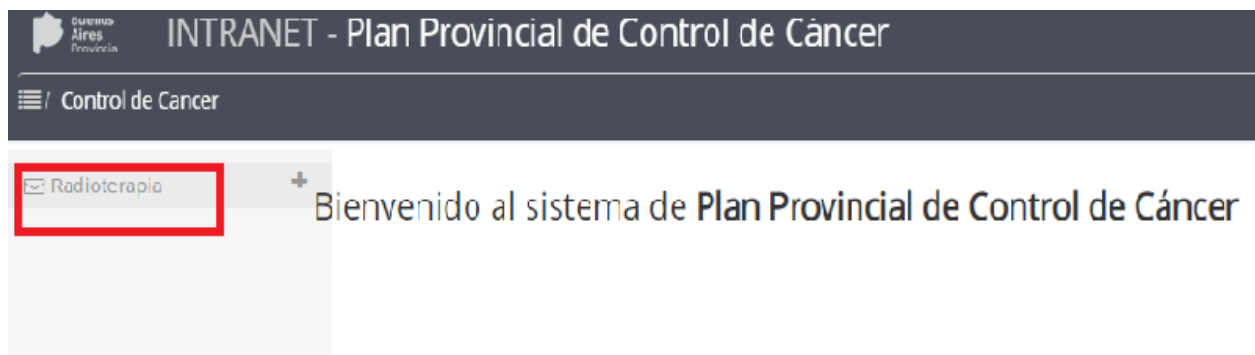 Buenos
Aires
Provincia
INTRANET - Plan Provincial de Control de Cáncer
/ Control de Cancer
Radioterapia +
Bienvenido al sistema de Plan Provincial de Control de Cáncer